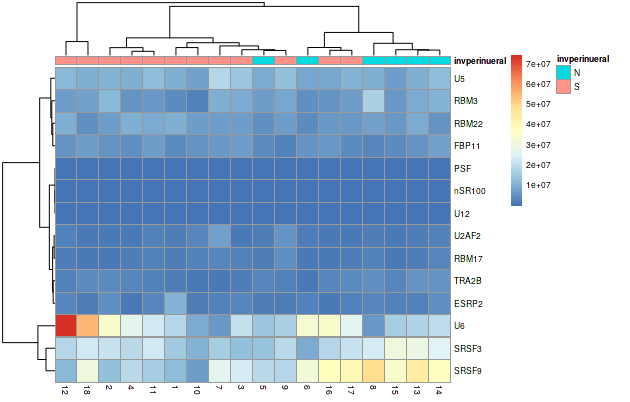 invperinueral
7e+07
6e+07
5e+07
4e+07
3e+07
2e+07
1e+07
invperinueral
N
S
U5
RBM3
RBM22
FBP11
PSF
nSR100
U12
U2AF2
RBM17
TRA2B
ESRP2
U6
SRSF3
SRSF9
12 18 2 4 11 1 10 7 3 5 9 6 16 17 8 15 13 14